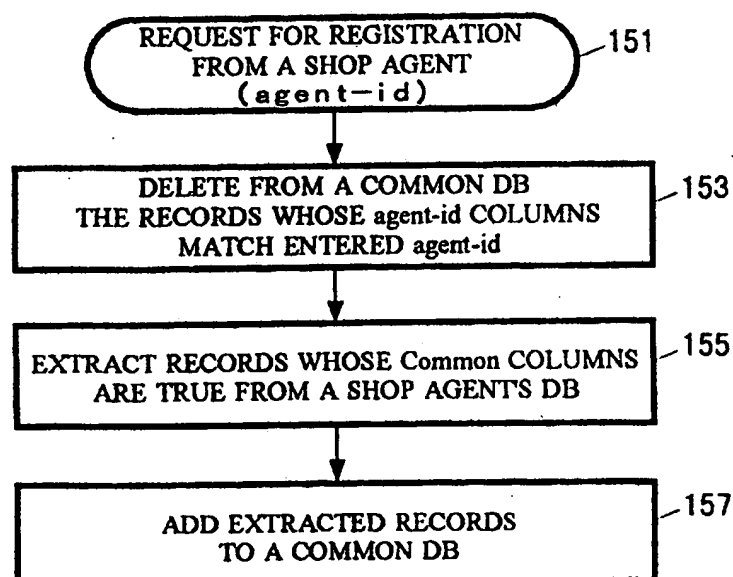 REQUEST FOR REGISTRATION
FROM A SHOP AGENT
(agent-id)
151
DELETE FROM A COMMON DB
THE RECORDS WHOSE agent-id COLUMNS
MATCH ENTERED agent-id
153
EXTRACT RECORDS WHOSE Common COLUMNS
ARE TRUE FROM A SHOP AGENT'S DB
155
ADD EXTRACTED RECORDS
TO A COMMON DB
157